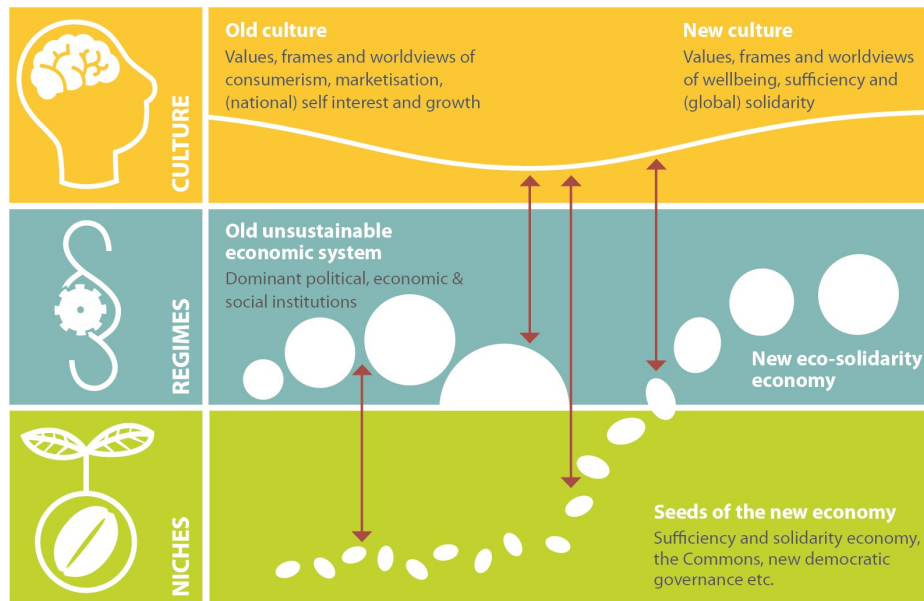 CULTURE
Old culture
Values, frames and worldviews of
consumerism, marketisation,
(national) self interest and growth
New culture
Values, frames and worldviews
of wellbeing, sufficiency and
(global) solidarity
REGIMES
Old unsustainable
economic system
Dominant political, economic &
social institutions
New eco-solidarity
economy
NICHES
Seeds of the new economy
Sufficiency and solidarity economy,
the Commons, new democratic
governance etc.